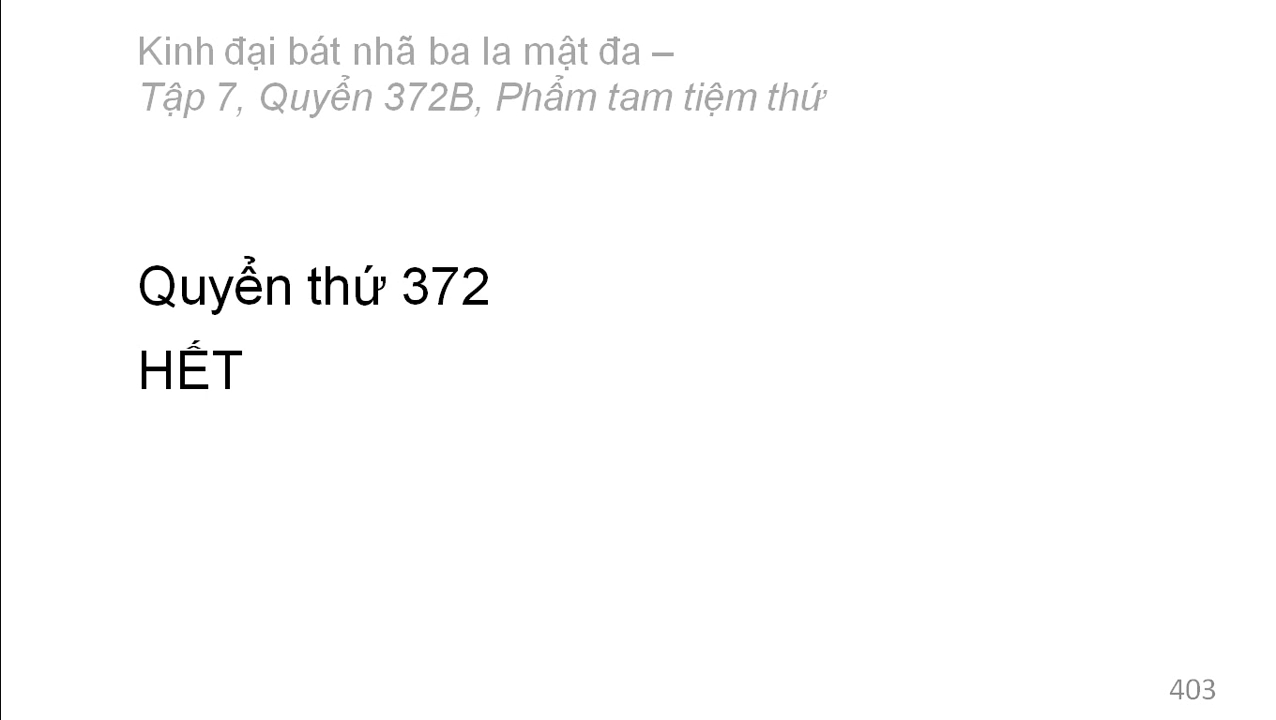 Kinh đại bát nhã ba la mật đa –
Tập 7, Quyển 372B, Phẩm tam tiệm thứ
Quyển thứ 372
HẾT
403